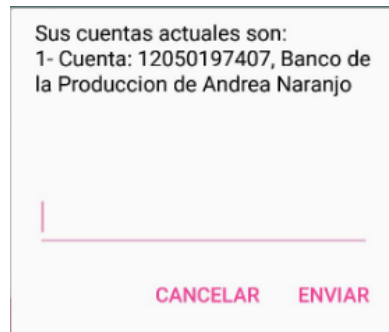 Sus cuentas actuales son:
1- Cuenta: 12050197407, Banco de
la Produccion de Andrea Naranjo
CANCELAR ENVIAR